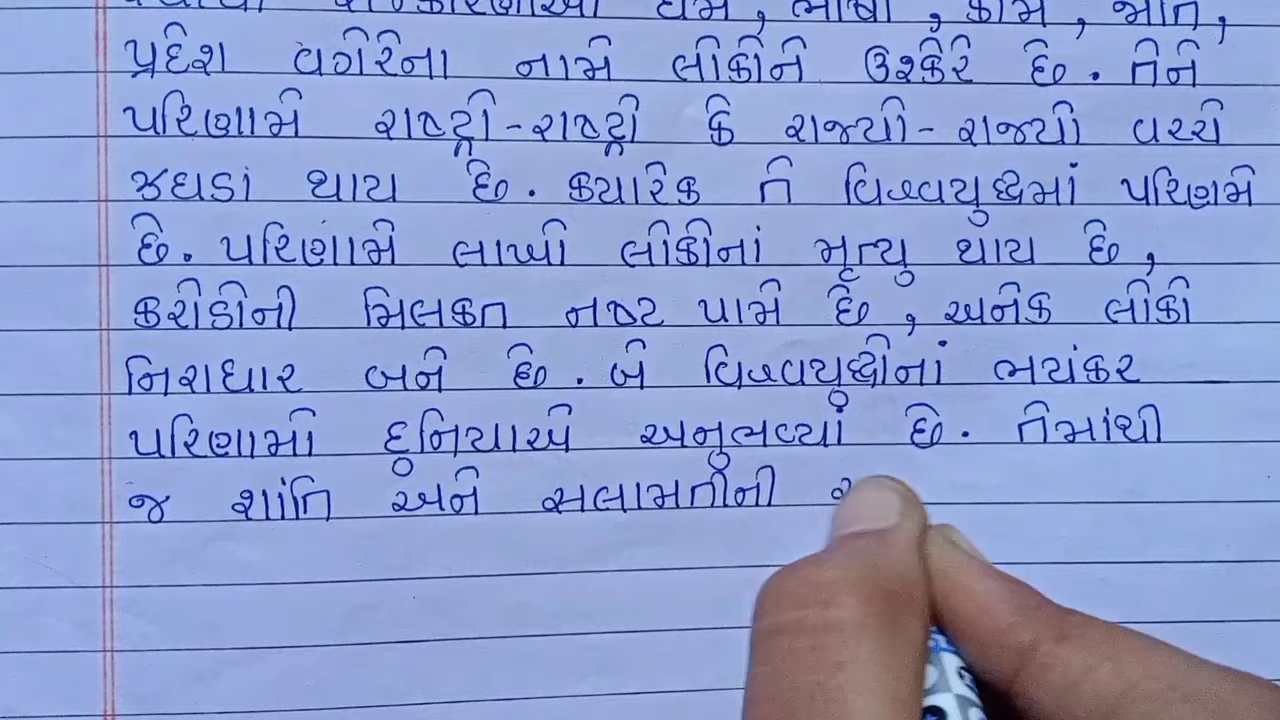 ધર્મ, ભાષા, કોમ, જાતિ,
પ્રદેશ વગેરેના નામે લોકોને ઉશ્કેરે છે. તેને
પરિણામે રાષ્ટ્રો-રાષ્ટ્રો કે રાજ્યો-રાજ્યો વચ્ચે
ઝઘડા થાય છે. ક્યારેક તે વિશ્વયુદ્ધમાં પરિણમે
છે. પરિણામે લાખો લોકોનાં મૃત્યુ થાય છે,
કરોડોની મિલકત નષ્ટ પામે છે, અનેક લોકો
નિરાધાર બને છે. બે વિશ્વયુદ્ધોનાં ભયંકર
પરિણામો દુનિયાએ અનુભવ્યાં છે. તેમાંથી
જ શાંતિ અને સલામતીની